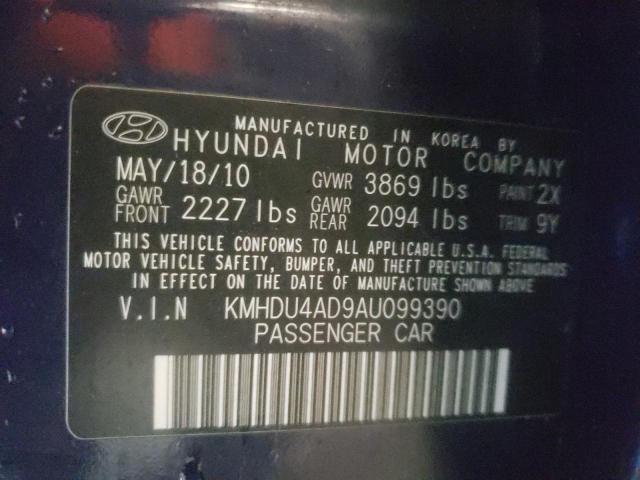 MANUFACTURED IN KOREA BY
HYUNDAI MOTOR COMPANY
MAY/18/10 GVWR 3869 lbs PAINT 2X
GAWR FRONT 2227 lbs GAWR REAR 2094 lbs TRIM 9Y
THIS VEHICLE CONFORMS TO ALL APPLICABLE U.S.A. FEDERAL
MOTOR VEHICLE SAFETY, BUMPER, AND THEFT PREVENTION STANDARDS
IN EFFECT ON THE DATE OF MANUFACTURE SHOWN ABOVE.
V.I.N KMHDU4AD9AU099390
PASSENGER CAR